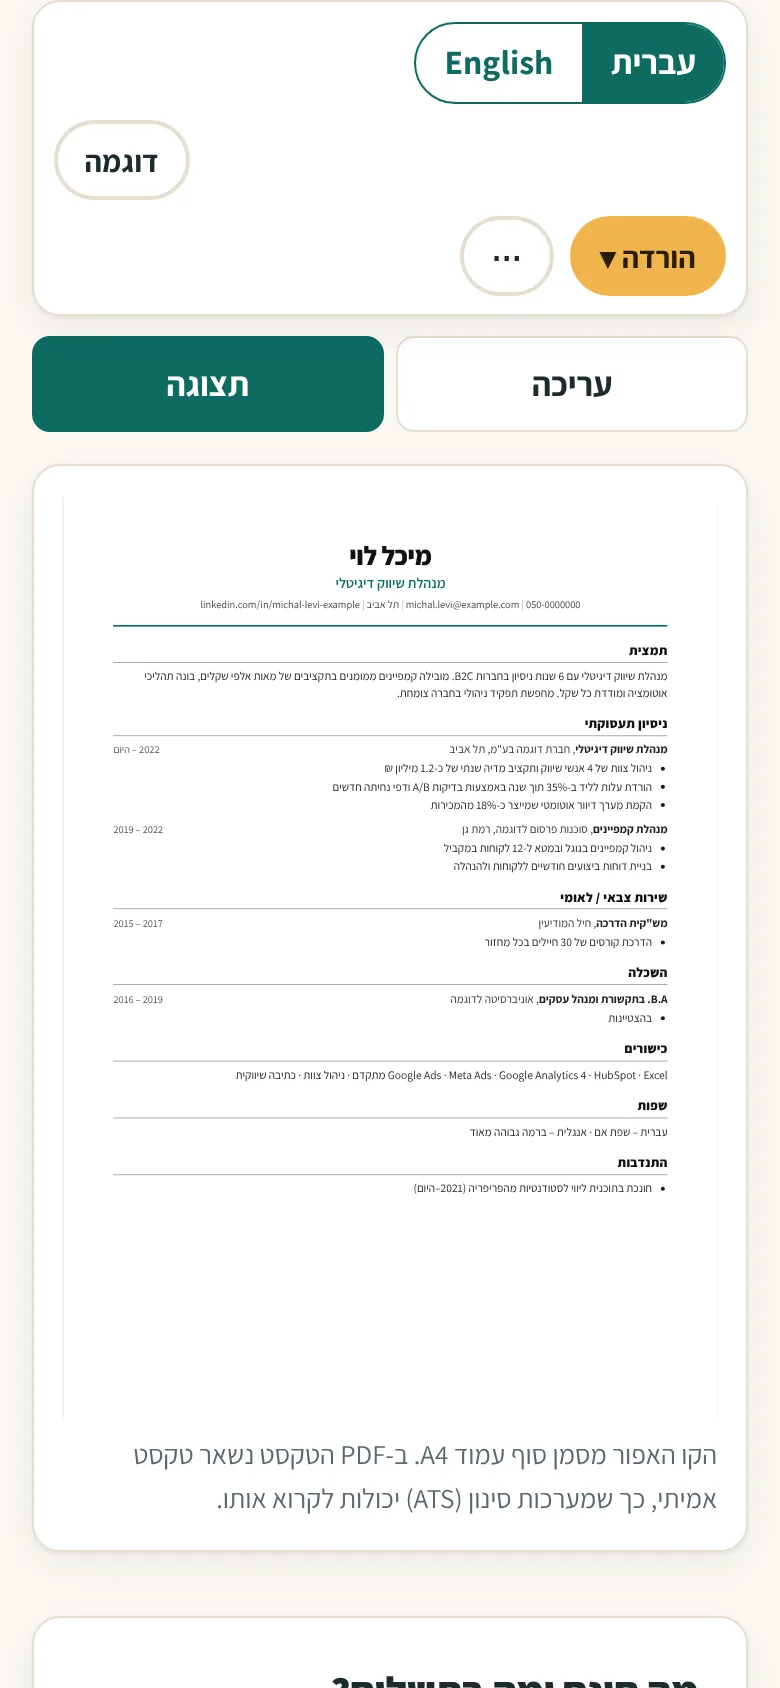 עברית English
דוגמה
הורדה ▾ ...
עריכה תצוגה
מיכל לוי
מנהלת שיווק דיגיטלי
050-0000000 | michal.levi@example.com | תל אביב | linkedin.com/in/michal-levi-example
תמצית
מנהלת שיווק דיגיטלי עם 6 שנות ניסיון בחברות B2C. מובילה קמפיינים ממומנים בתקציבים של מאות אלפי שקלים, בונה תהליכי
אוטומציה ומודדת כל שקל. מחפשת תפקיד ניהולי בחברה צומחת.
ניסיון תעסוקתי
מנהלת שיווק דיגיטלי, חברת דוגמה בע"מ, תל אביב 2022 – היום
• ניהול צוות של 4 אנשי שיווק ותקציב מדיה שנתי של כ-1.2 מיליון ₪
• הורדת עלות לליד ב-35% תוך שנה באמצעות בדיקות A/B ודפי נחיתה חדשים
• הקמת מערך דיוור אוטומטי שמייצר כ-18% מהמכירות
מנהלת קמפיינים, סוכנות פרסום לדוגמה, רמת גן 2019 – 2022
• ניהול קמפיינים בגוגל ובמטא ל-12 לקוחות במקביל
• בניית דוחות ביצועים חודשיים ללקוחות ולהנהלה
שירות צבאי / לאומי
מש"קית הדרכה, חיל המודיעין 2015 – 2017
• הדרכת קורסים של 30 חיילים בכל מחזור
השכלה
B.A. בתקשורת ומנהל עסקים, אוניברסיטה לדוגמה 2016 – 2019
• בהצטיינות
כישורים
Google Ads · Meta Ads · Google Analytics 4 · HubSpot · Excel מתקדם · ניהול צוות · כתיבה שיווקית
שפות
עברית – שפת אם · אנגלית – ברמה גבוהה מאוד
התנדבות
• חונכת בתוכנית ליווי לסטודנטיות מהפריפריה (2021–היום)
הקו האפור מסמן סוף עמוד A4. ב-PDF הטקסט נשאר טקסט
אמיתי, כך שמערכות סינון (ATS) יכולות לקרוא אותו.